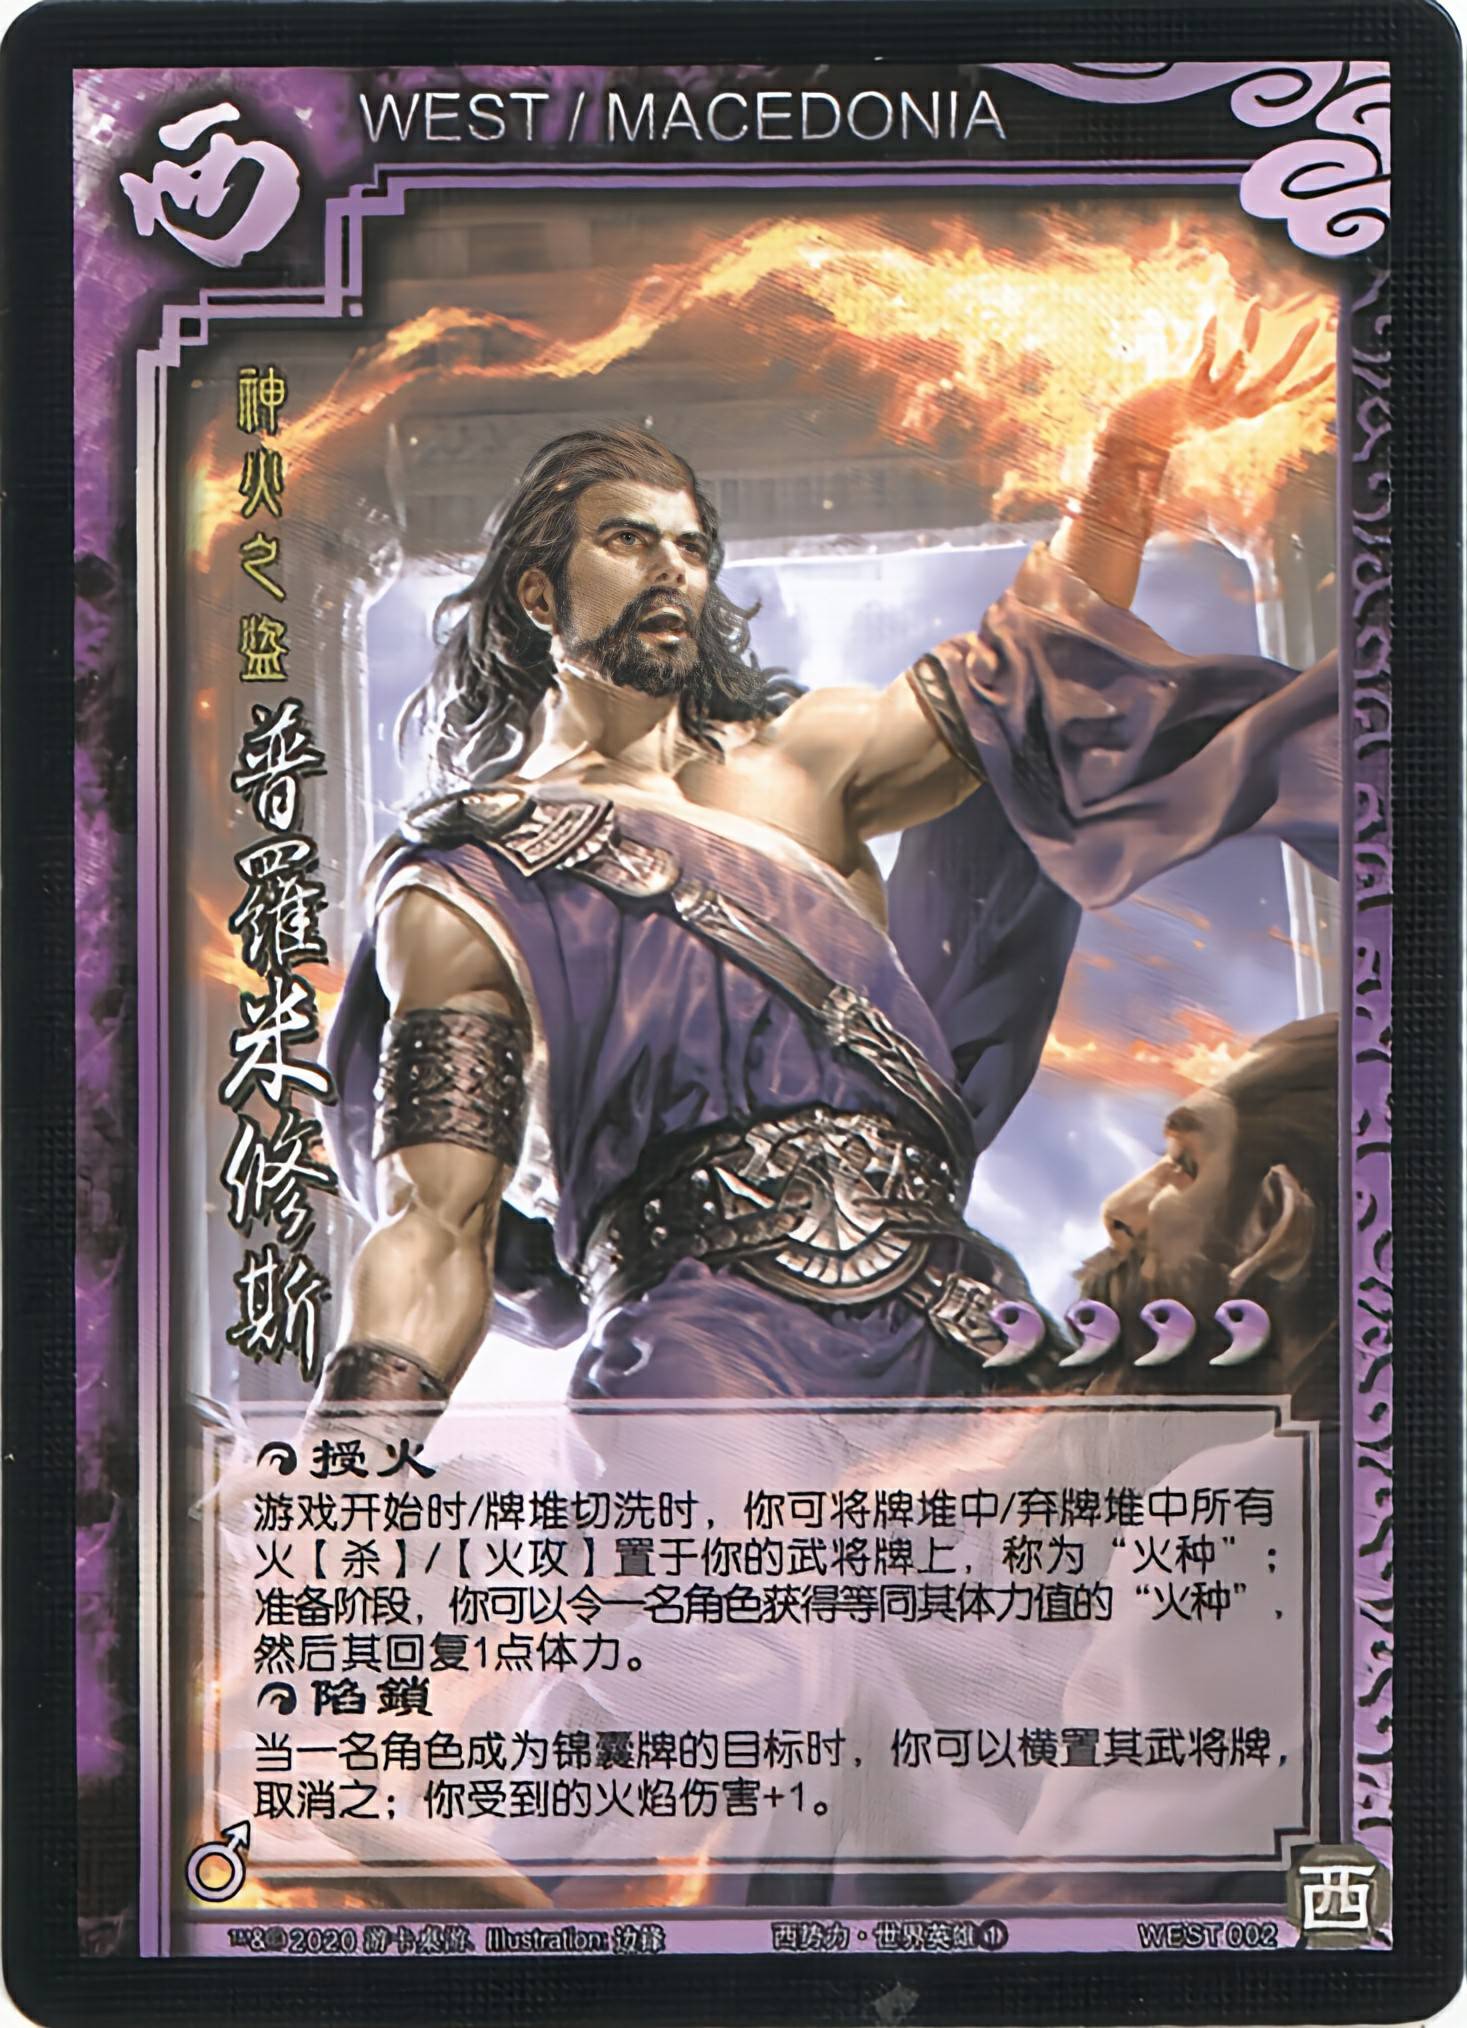 西
WEST / MACEDONIA
神火之盗
普羅米修斯
授火
游戏开始时/牌堆切洗时，你可将牌堆中/弃牌堆中所有
火【杀】/【火攻】置于你的武将牌上，称为“火种”；
准备阶段，你可以令一名角色获得等同其体力值的“火种”，
然后其回复1点体力。
陷鎖
当一名角色成为锦囊牌的目标时，你可以横置其武将牌，
取消之；你受到的火焰伤害+1。
™&© 2020 游卡桌游. Illustration: 边锋
西势力·世界英雄①
WEST 002
西